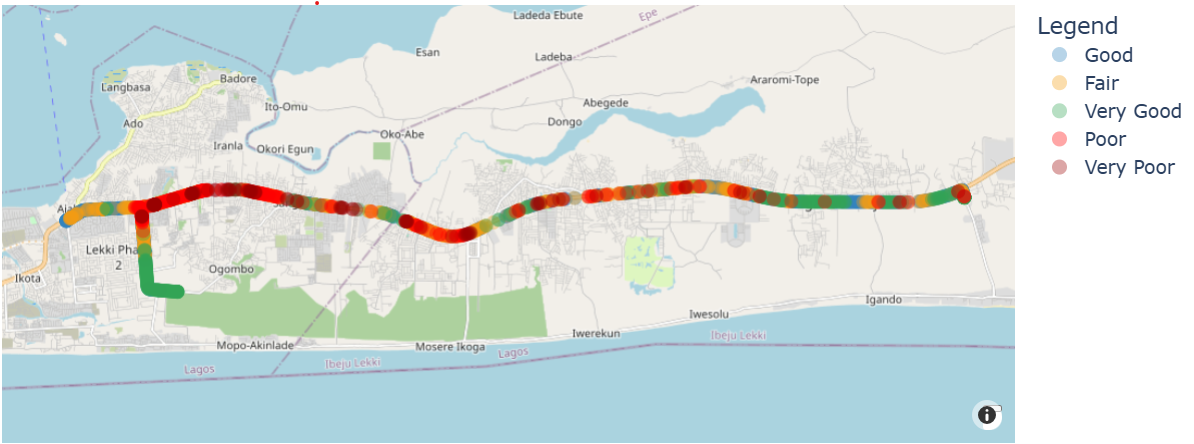 Ladeda Ebute
Epe
Esan
Ladeba
Badore
Langbasa
Araromi-Tope
Ito-Omu
Abegede
Ado
Dongo
Oko-Abe
Iranla
Okori Egun
Lekki Pha
2
Ogombo
Ikota
Igando
Iwesolu
Iwerekun
Mopo-Akinlade
Mosere Ikoga
Ibeju Lekki
Lagos
Ibeju Lekki
Lagos
Legend
Good
Fair
Very Good
Poor
Very Poor